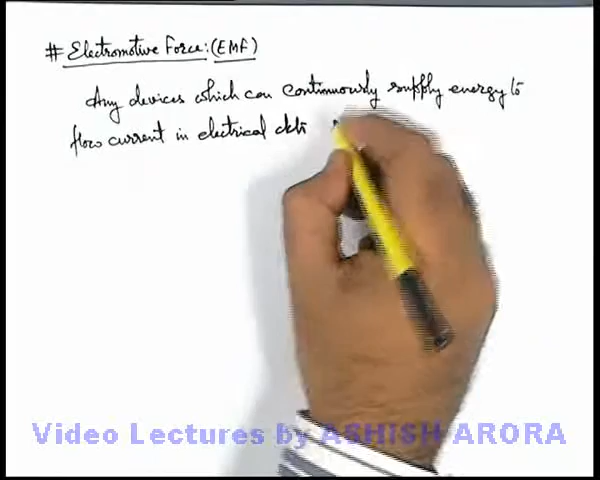 # Electromotive Force: (EMF)
Any devices which can continuously supply energy to
flow current in electrical ckts
Video Lectures by ASHISH ARORA